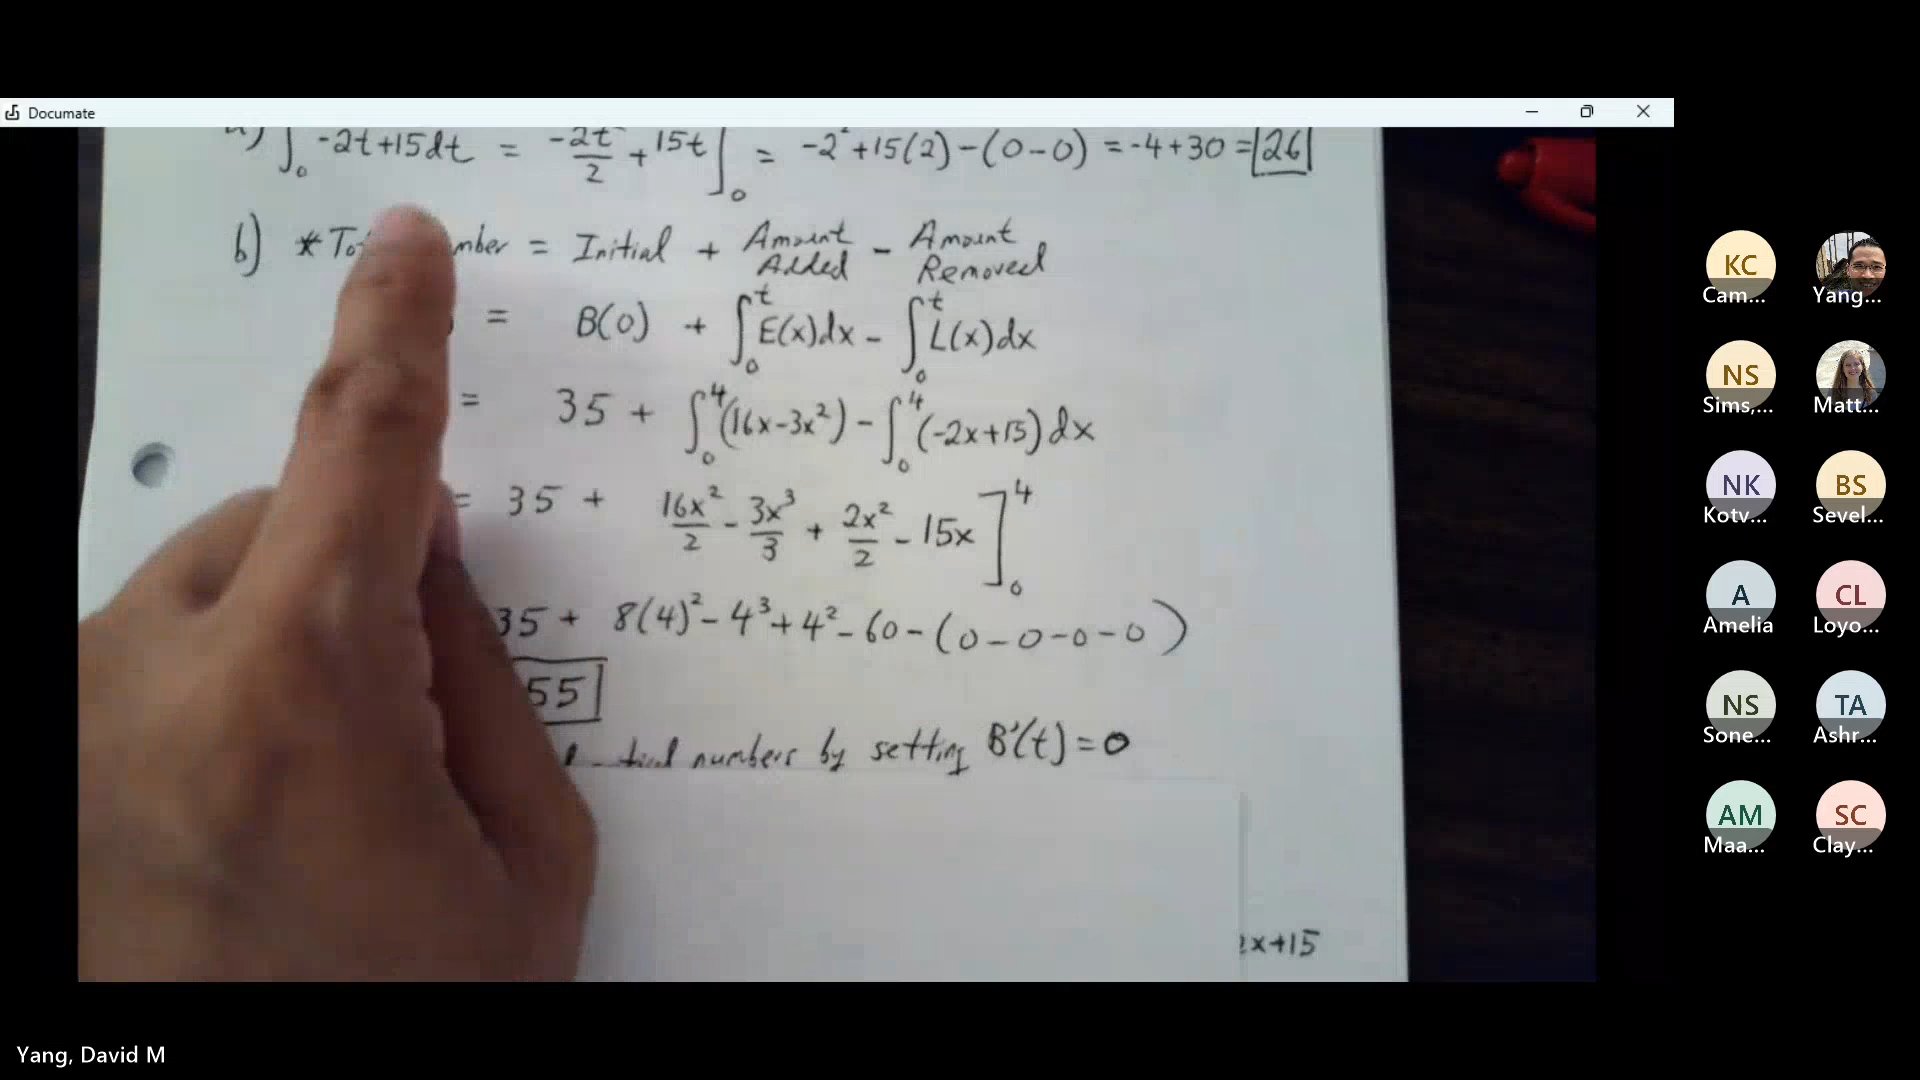 Documate
a) ∫₀ -2t+15dt = -2t/2 + 15t]₀ = -2²+15(2)-(0-0) = -4+30 = 26
b) * To mber = Initial + Amount Added - Amount Removed
= B(0) + ∫₀ᵗ E(x)dx - ∫₀ᵗ L(x)dx
= 35 + ∫₀⁴(16x-3x²) - ∫₀⁴(-2x+15)dx
= 35 + 16x²/2 - 3x³/3 + 2x²/2 - 15x]₀⁴
35 + 8(4)² - 4³ + 4² - 60 - (0-0-0-0)
55
numbers by setting B'(t)=0
2x+15
KC
Cam...
Yang...
NS
Sims,...
Matt...
NK
Kotv...
BS
Sevel...
A
Amelia
CL
Loyo...
NS
Sone...
TA
Ashr...
AM
Maa...
SC
Clay...
Yang, David M